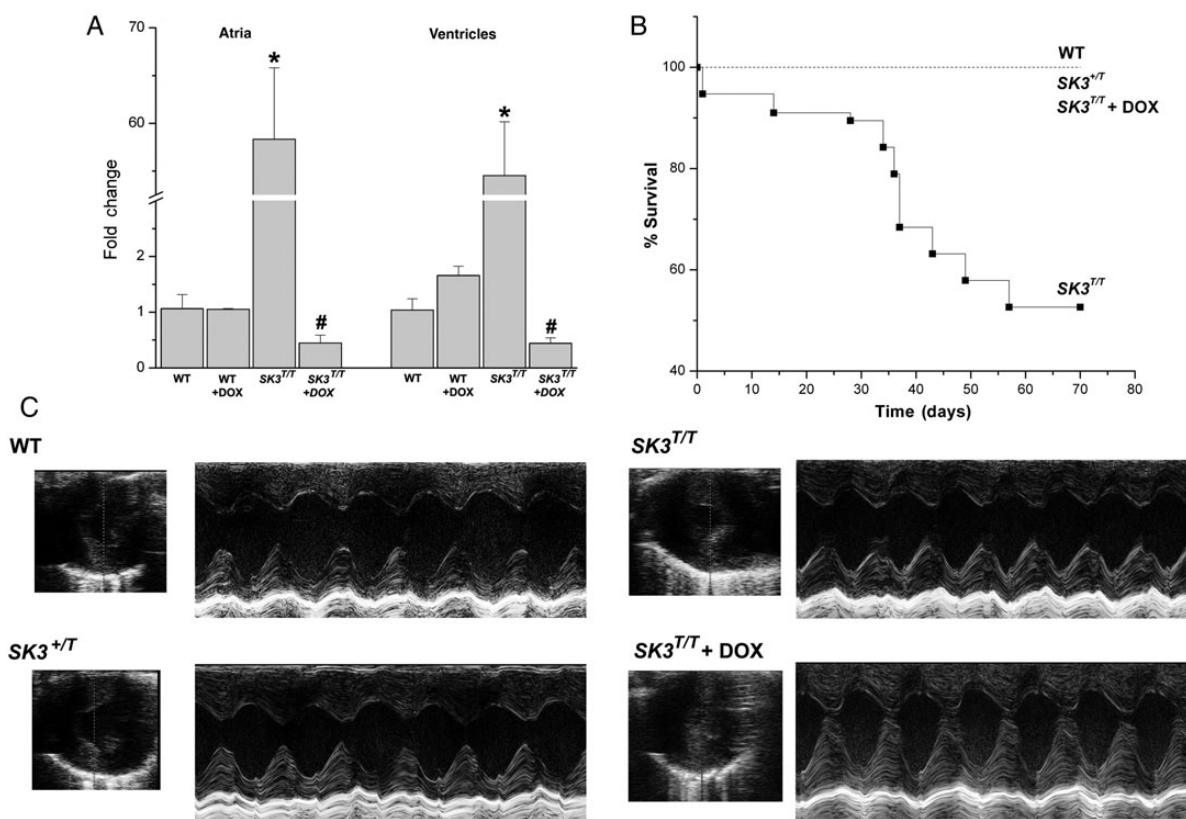 A
B
70
Atria
Ventricles
*
*
60
Fold change
2
1
#
#
0
WT
WT
+DOX
SK3T/T
SK3T/T
+DOX
WT
WT
+DOX
SK3T/T
SK3T/T
+DOX
WT
100
SK3+/T
SK3T/T + DOX
80
% Survival
60
SK3T/T
40
0 10 20 30 40 50 60 70 80
Time (days)
C
WT
SK3T/T
SK3+/T
SK3T/T + DOX